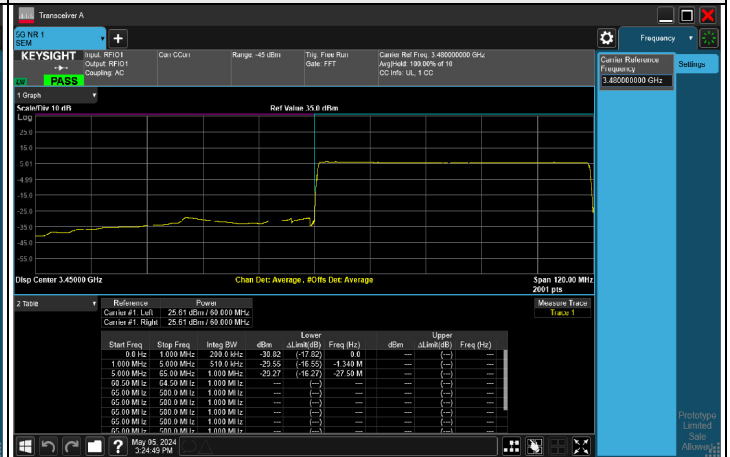 Transceiver A
5G NR 1
SEM
+
Frequency
KEYSIGHT
Input: RFIO1
Output: RFIO1
Coupling: AC
Corr CCorr
Range: -45 dBm
Trig: Free Run
Gate: FFT
Carrier Ref Freq: 3.480000000 GHz
Avg|Hold: 100.00% of 10
CC Info: UL, 1 CC
LW
PASS
Carrier Reference
Frequency
3.480000000 GHz
Settings
1 Graph
Scale/Div 10 dB
Ref Value 35.0 dBm
Log
25.0
15.0
5.01
-4.99
-15.0
-25.0
-35.0
-45.0
-55.0
Disp Center 3.45000 GHz
Chan Det: Average , #Offs Det: Average
Span 120.00 MHz
2001 pts
2 Table
Reference Power
Carrier #1. Left 25.61 dBm / 60.000 MHz
Carrier #1. Right 25.61 dBm / 60.000 MHz
Measure Trace
Trace 1
Lower Upper
Start Freq Stop Freq Integ BW dBm ΔLimit(dB) Freq (Hz) dBm ΔLimit(dB) Freq (Hz)
0.0 Hz 1.000 MHz 200.0 kHz -30.82 (-17.82) 0.0 --- (---) ---
1.000 MHz 5.000 MHz 510.0 kHz -29.55 (-16.55) -1.340 M --- (---) ---
5.000 MHz 65.00 MHz 1.000 MHz -29.27 (-16.27) -27.50 M --- (---) ---
60.50 MHz 64.50 MHz 1.000 MHz --- (---) --- --- (---) ---
65.00 MHz 500.0 MHz 1.000 MHz --- (---) --- --- (---) ---
65.00 MHz 500.0 MHz 1.000 MHz --- (---) --- --- (---) ---
65.00 MHz 500.0 MHz 1.000 MHz --- (---) --- --- (---) ---
65.00 MHz 500.0 MHz 1.000 MHz --- (---) --- --- (---) ---
?
May 05, 2024
3:24:49 PM
Prototype
Limited
Sale
Allowed